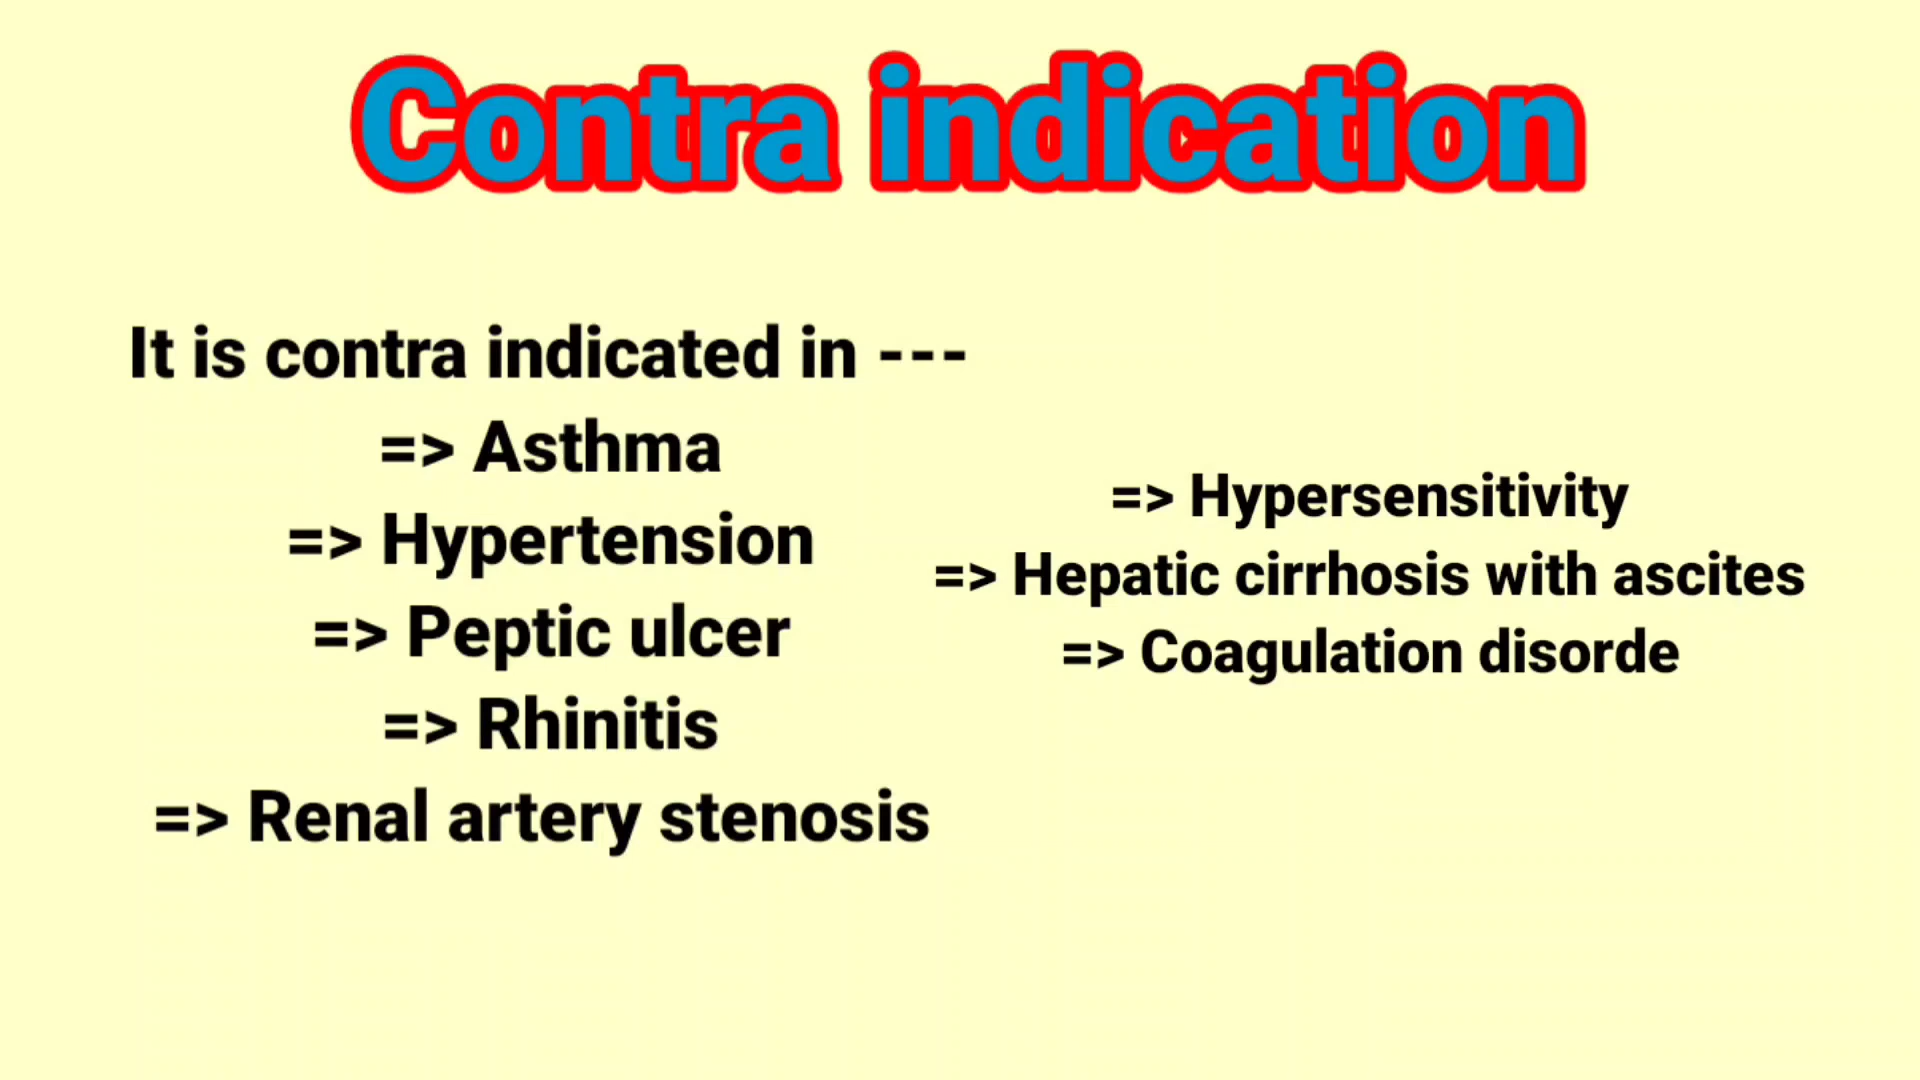 Contra indication
It is contra indicated in ---
=> Asthma
=> Hypertension
=> Peptic ulcer
=> Rhinitis
=> Renal artery stenosis
=> Hypersensitivity
=> Hepatic cirrhosis with ascites
=> Coagulation disorde